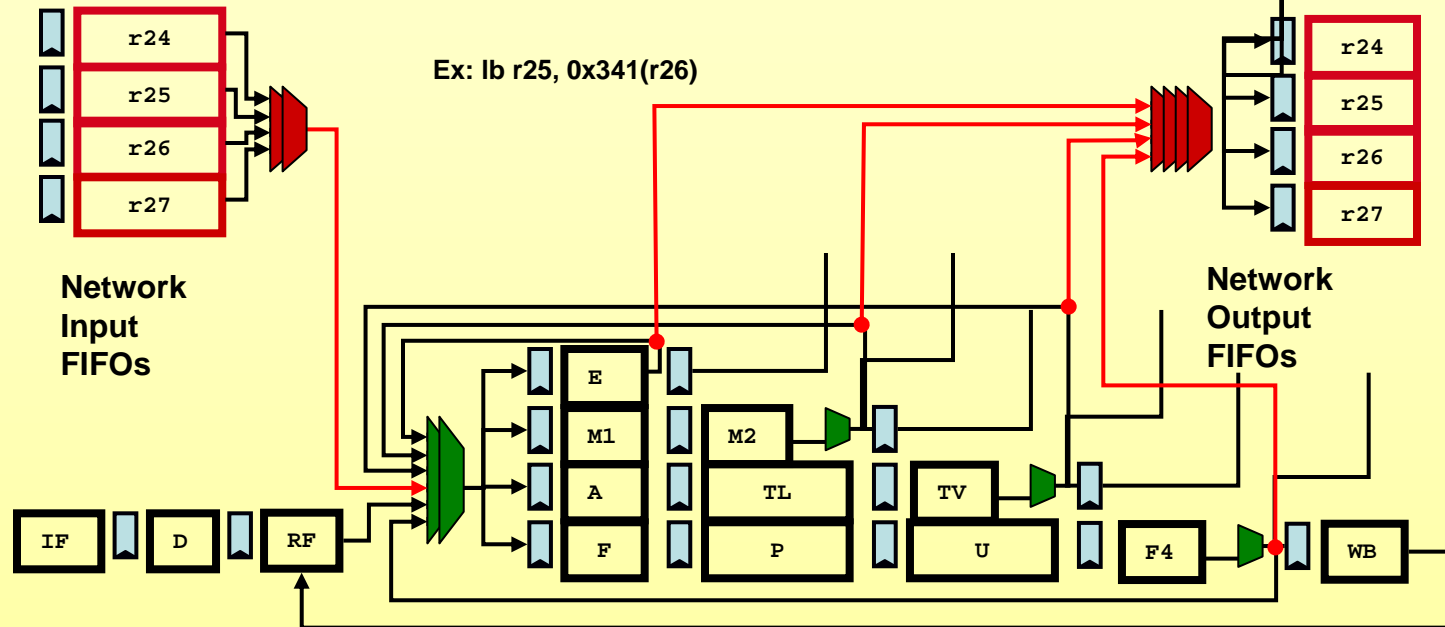 r24
r25
r26
r27
Network
Input
FIFOs
Ex: lb r25, 0x341(r26)
r24
r25
r26
r27
Network
Output
FIFOs
E
M1
M2
A
TL
TV
IF
D
RF
F
P
U
F4
WB